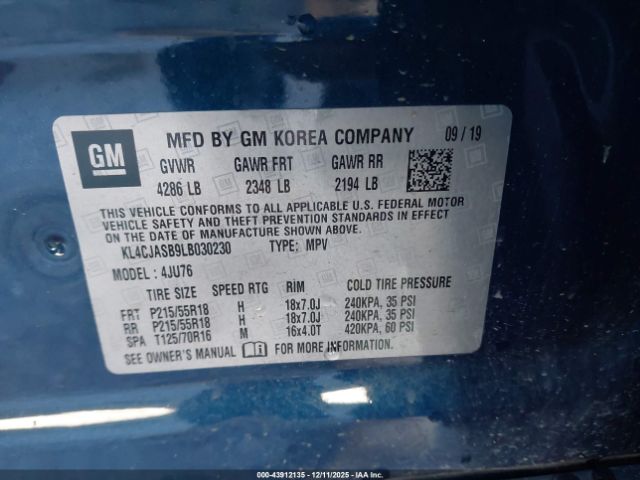 GM MFD BY GM KOREA COMPANY 09/19
GVWR GAWR FRT GAWR RR
4286 LB 2348 LB 2194 LB
THIS VEHICLE CONFORMS TO ALL APPLICABLE U.S. FEDERAL MOTOR
VEHICLE SAFETY AND THEFT PREVENTION STANDARDS IN EFFECT
ON THE DATE OF MANUFACTURE SHOWN ABOVE.
KL4CJASB9LB030230 TYPE: MPV
MODEL: 4JU76
TIRE SIZE SPEED RTG RIM COLD TIRE PRESSURE
FRT P215/55R18 H 18x7.0J 240KPA, 35 PSI
RR P215/55R18 H 18x7.0J 240KPA, 35 PSI
SPA T125/70R16 M 16x4.0T 420KPA, 60 PSI
SEE OWNER'S MANUAL FOR MORE INFORMATION.
000-43912135 - 12/11/2025 - COPYRIGHT IAA, LLC